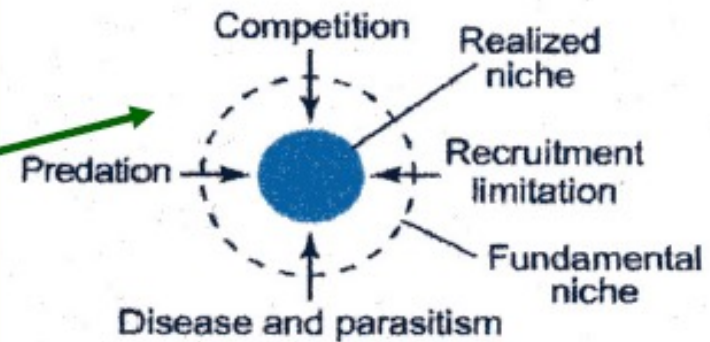 Competition
Realized
niche
Predation
Recruitment
limitation
Fundamental
niche
Disease and parasitism